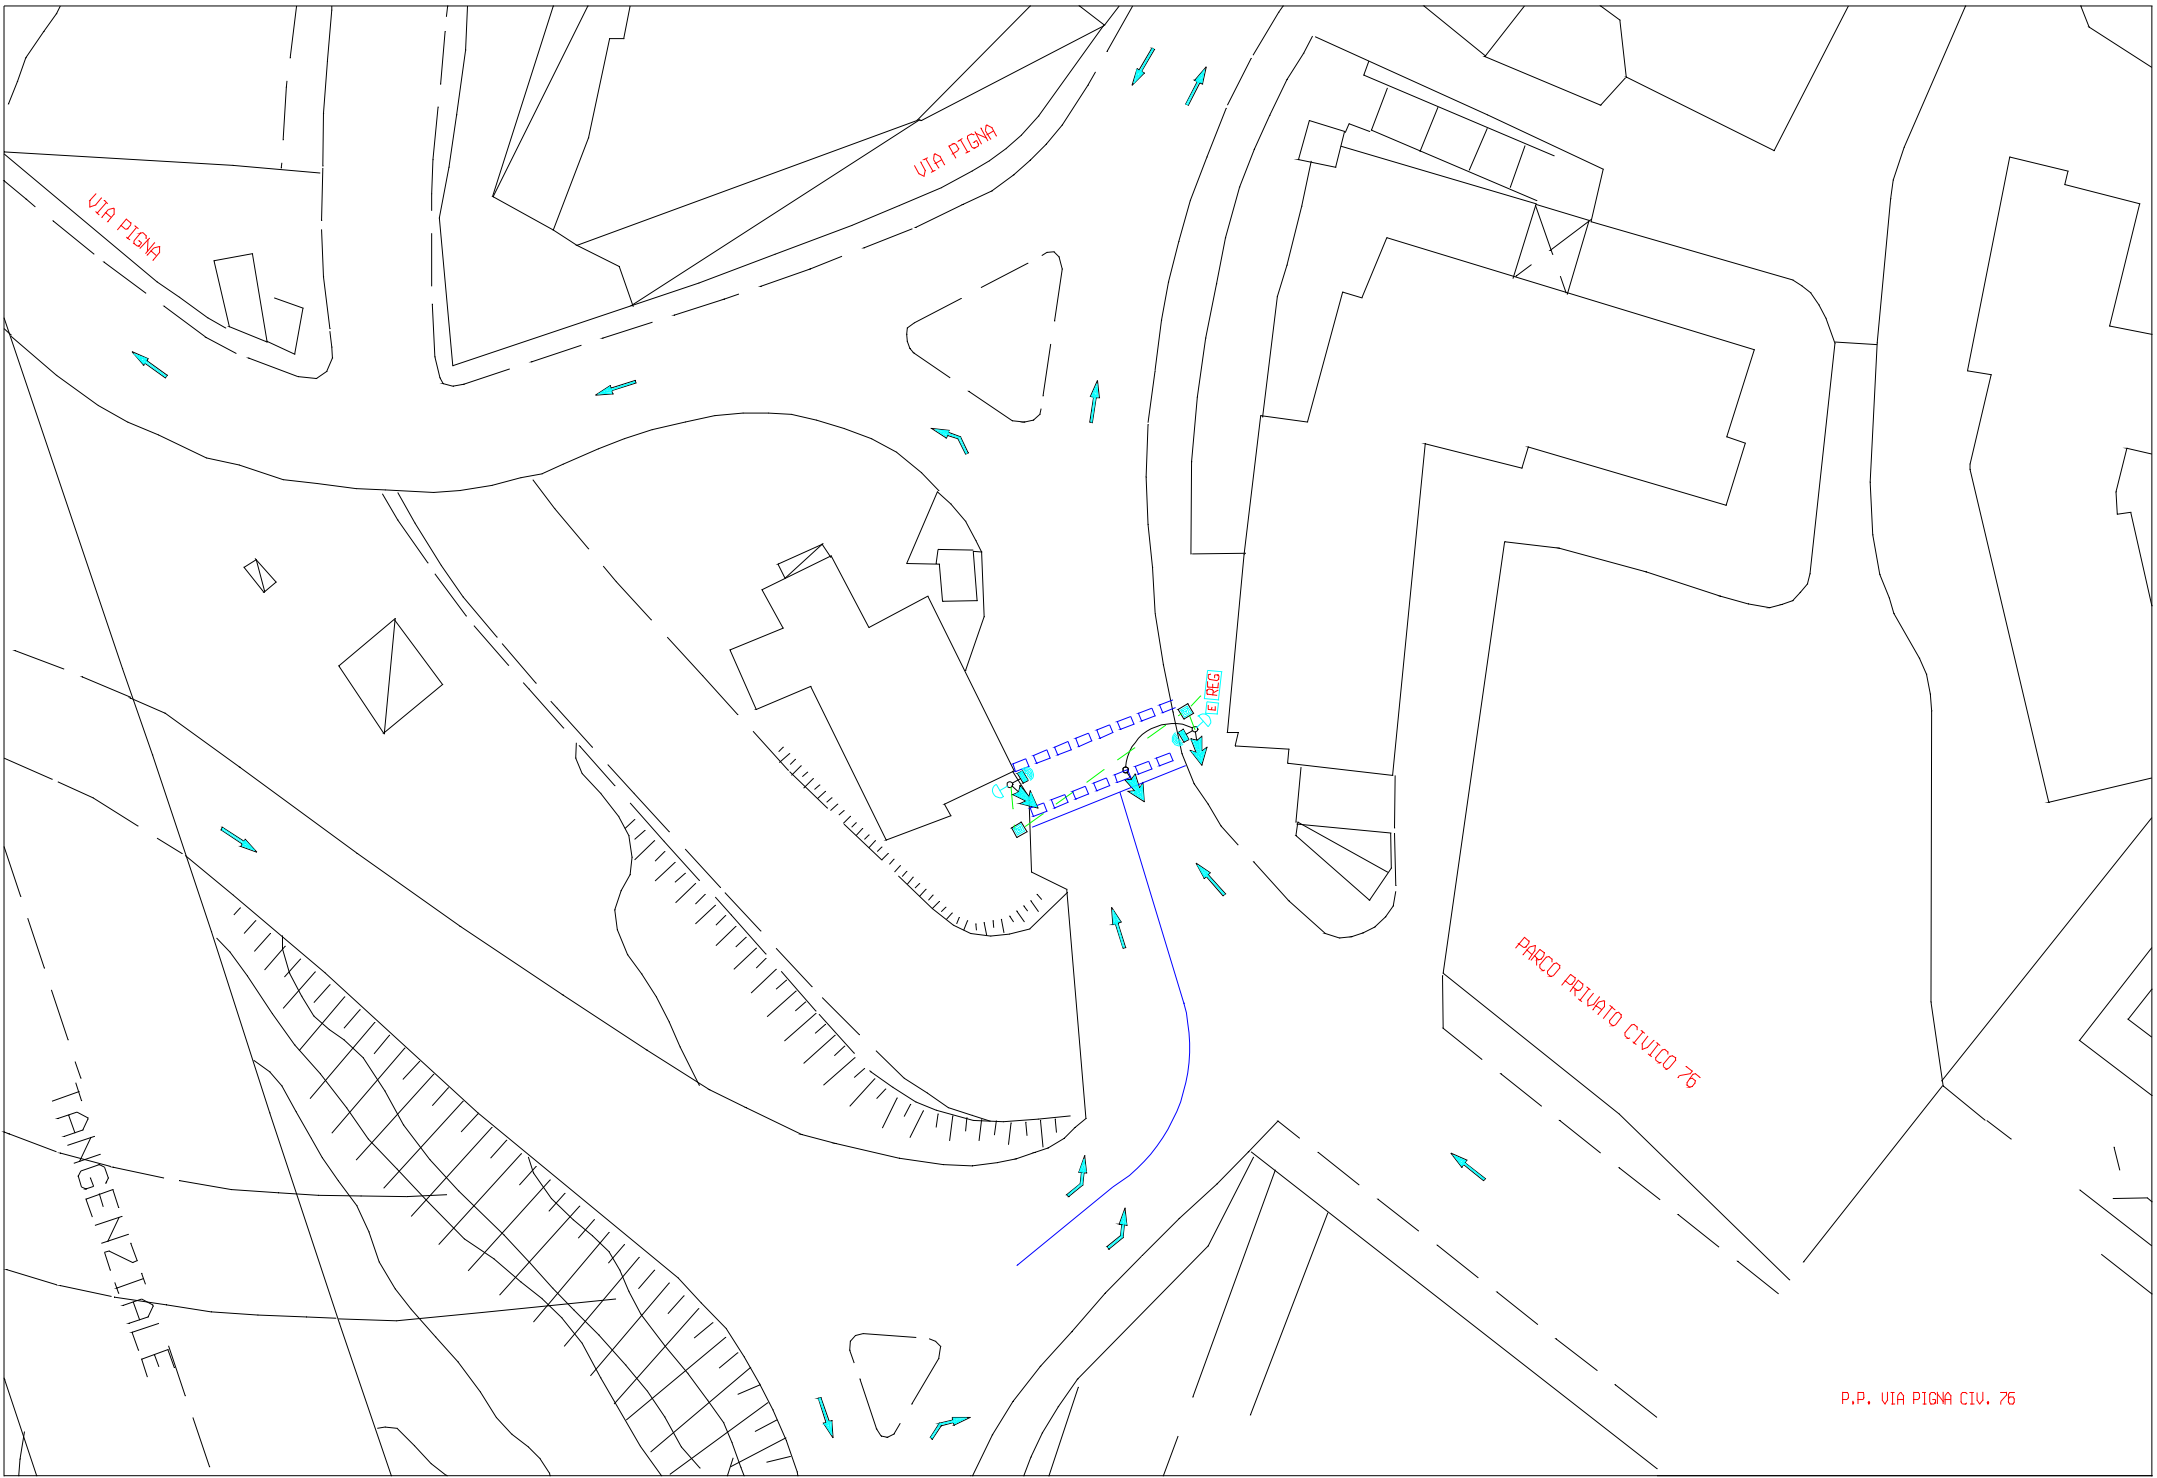 VIA PIGNA
VIA PIGNA
REG
E
PARCO PRIVATO CIVICO 76
TANGENZIALE
P.P. VIA PIGNA CIV. 76